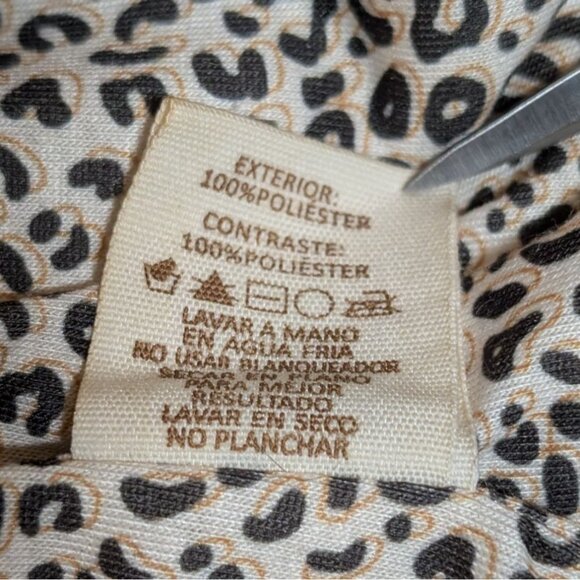 EXTERIOR:
100%POLIÉSTER
CONTRASTE:
100%POLIÉSTER
LAVAR A MANO
EN AGUA FRIA
NO USAR BLANQUEADOR
PARA MEJOR
RESULTADO
LAVAR EN SECO
NO PLANCHAR